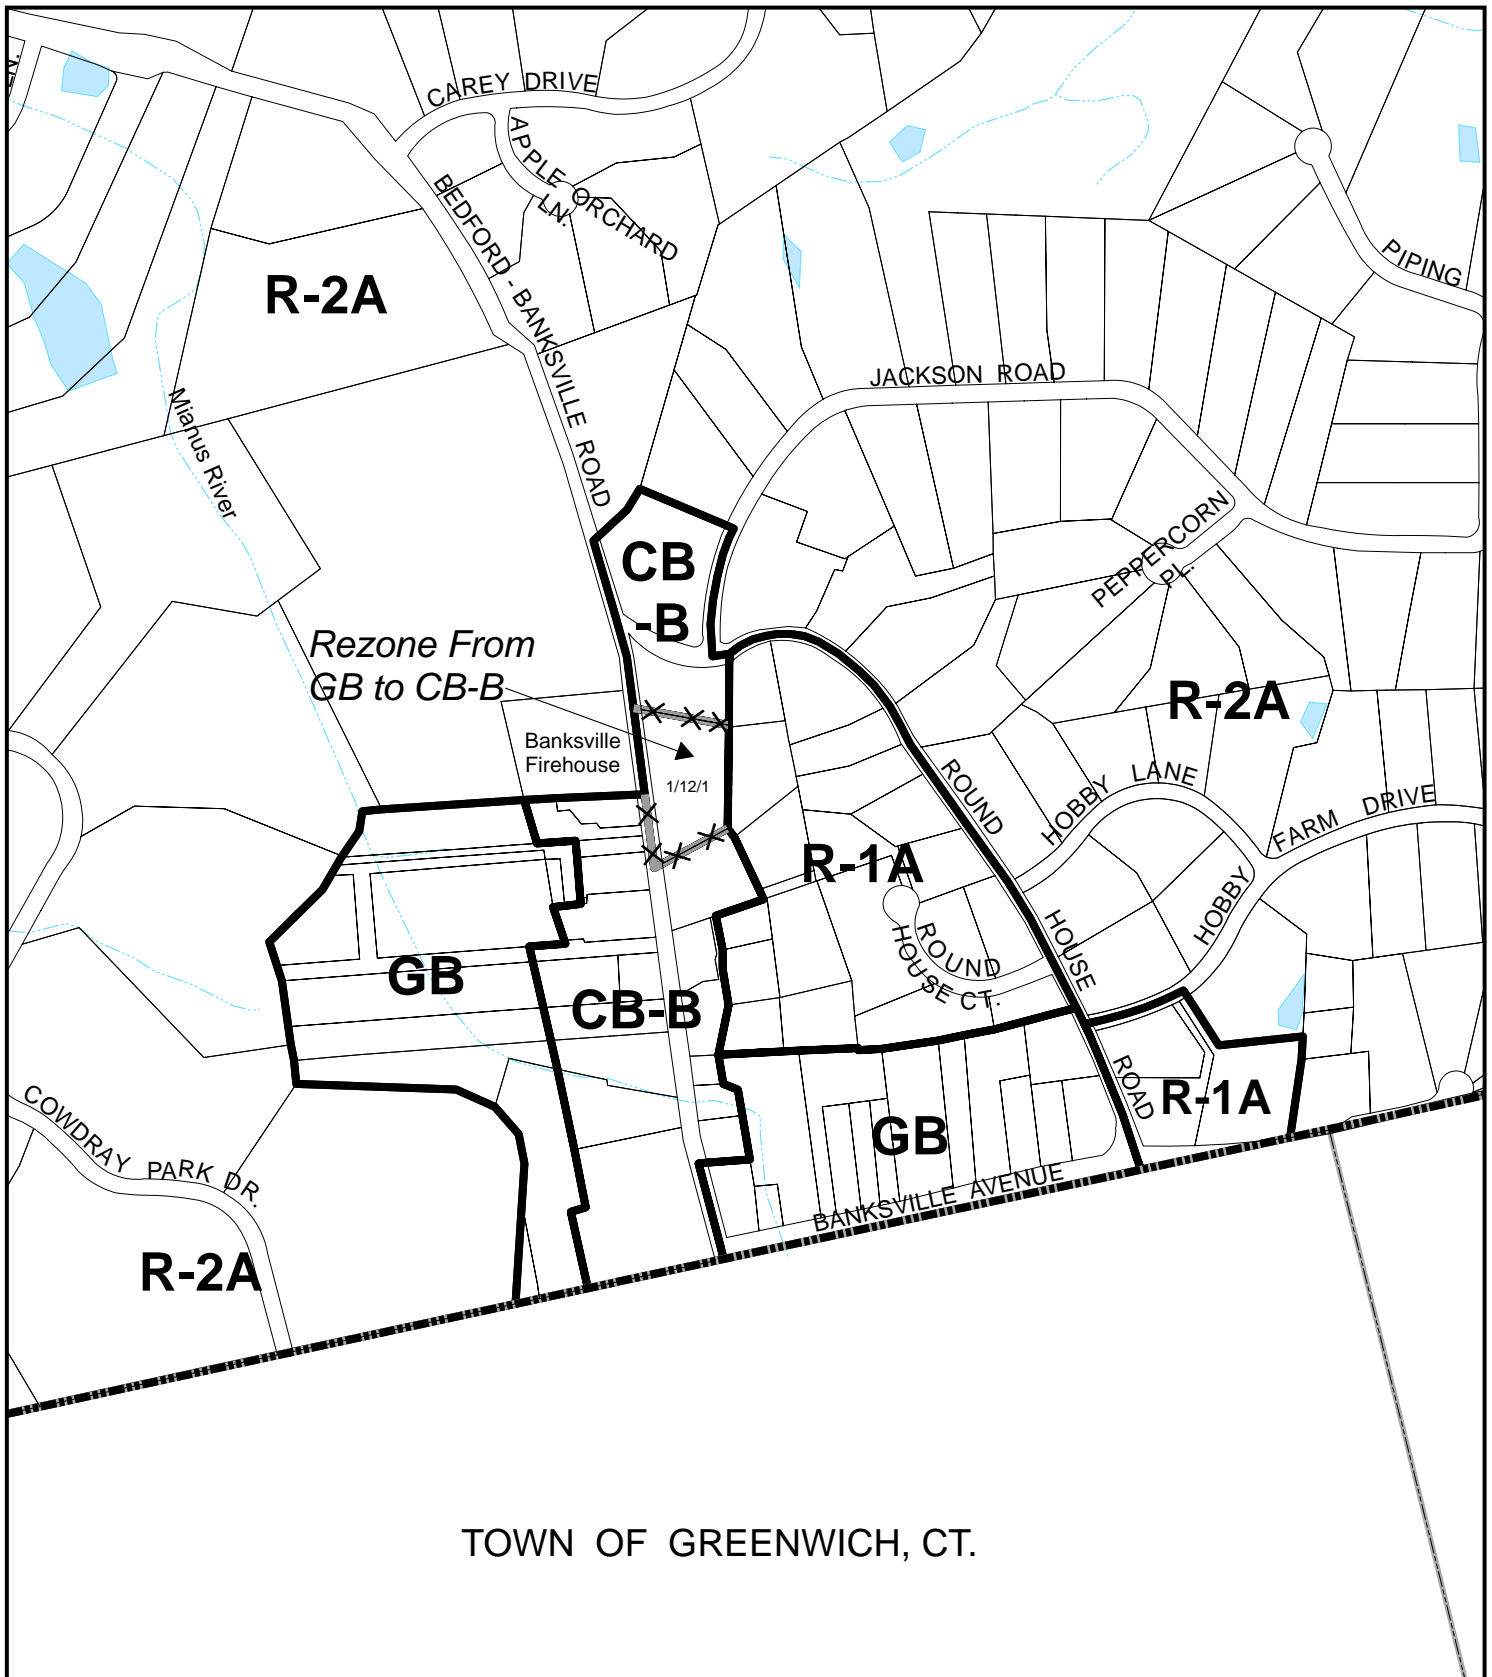 LN.
CAREY DRIVE
APPLE ORCHARD
LN.
BEDFORD - BANKSVILLE ROAD
R-2A
PIPING
Mianus River
JACKSON ROAD
PEPPERCORN
PL.
CB
-B
Rezone From
GB to CB-B
R-2A
Banksville
Firehouse
1/12/1
ROUND
HOUSE
ROAD
HOBBY LANE
HOBBY
FARM DRIVE
R-1A
ROUND
HOUSE CT.
GB
CB-B
R-1A
GB
COWDRAY PARK DR.
BANKSVILLE AVENUE
R-2A
TOWN OF GREENWICH, CT.